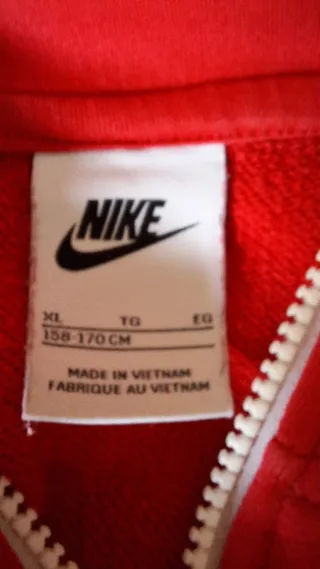 NIKE
XL TG EG
158-170 CM
MADE IN VIETNAM
FABRIQUE AU VIETNAM